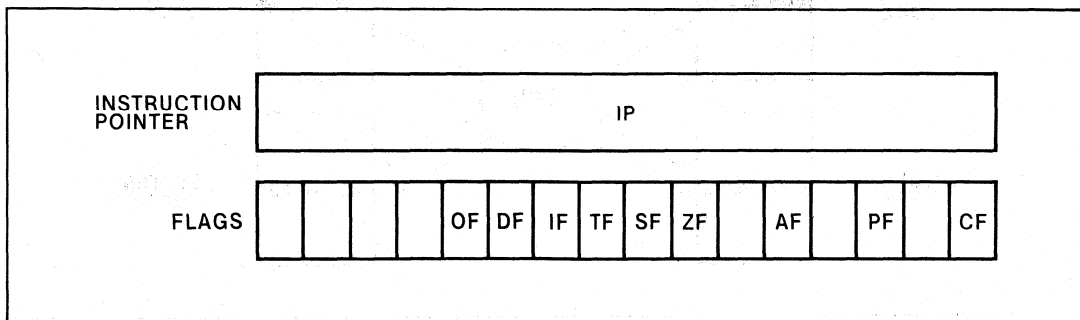 INSTRUCTION
POINTER
IP
FLAGS
OF DF IF TF SF ZF AF PF CF